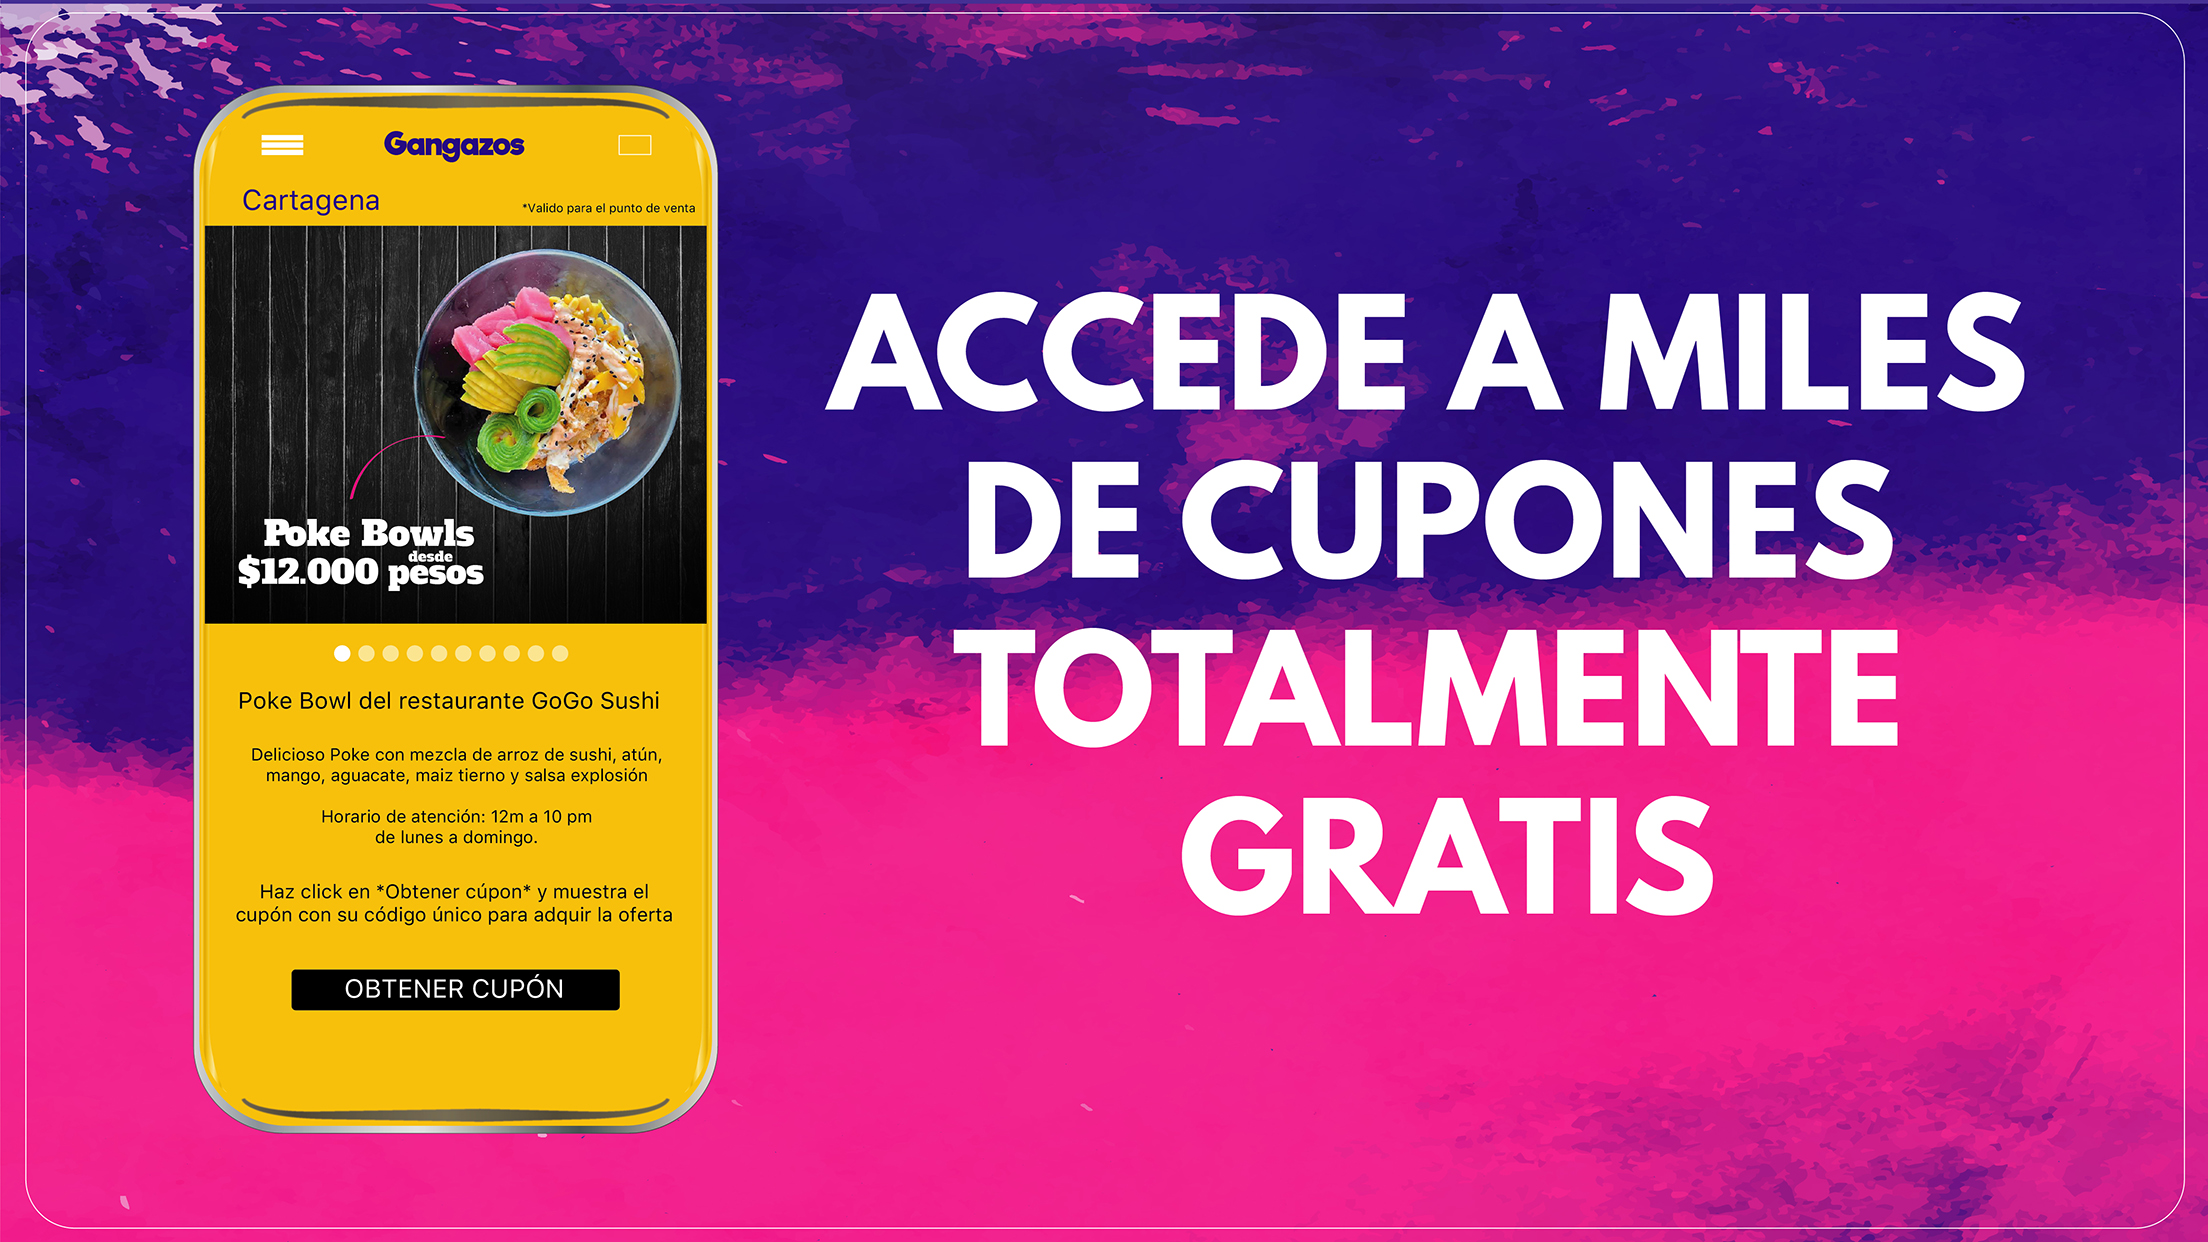 Gangazos
Cartagena
*Valido para el punto de venta
Poke Bowls
desde
$12.000 pesos
Poke Bowl del restaurante GoGo Sushi
Delicioso Poke con mezcla de arroz de sushi, atún,
mango, aguacate, maiz tierno y salsa explosión
Horario de atención: 12m a 10 pm
de lunes a domingo.
Haz click en *Obtener cúpon* y muestra el
cupón con su código único para adquir la oferta
OBTENER CUPÓN
ACCEDE A MILES
DE CUPONES
TOTALMENTE
GRATIS